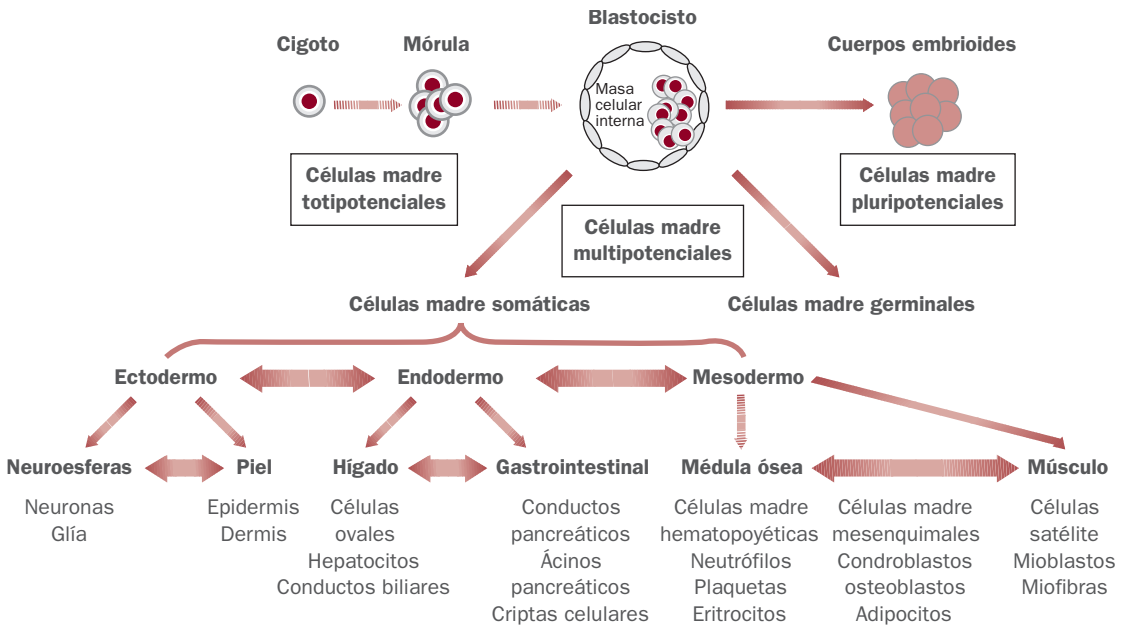 Blastocisto
Cigoto
Mórula
Cuerpos embrioides
Masa
celular
interna
Células madre
totipotenciales
Células madre
pluripotenciales
Células madre
multipotenciales
Células madre somáticas
Células madre germinales
Ectodermo
Endodermo
Mesodermo
Neuroesferas
Piel
Hígado
Gastrointestinal
Médula ósea
Músculo
Neuronas
Glía
Epidermis
Dermis
Células
ovales
Hepatocitos
Conductos biliares
Conductos
pancreáticos
Ácinos
pancreáticos
Criptas celulares
Células madre
hematopoyéticas
Neutrófilos
Plaquetas
Eritrocitos
Células madre
mesenquimales
Condroblastos
osteoblastos
Adipocitos
Células
satélite
Mioblastos
Miofibras